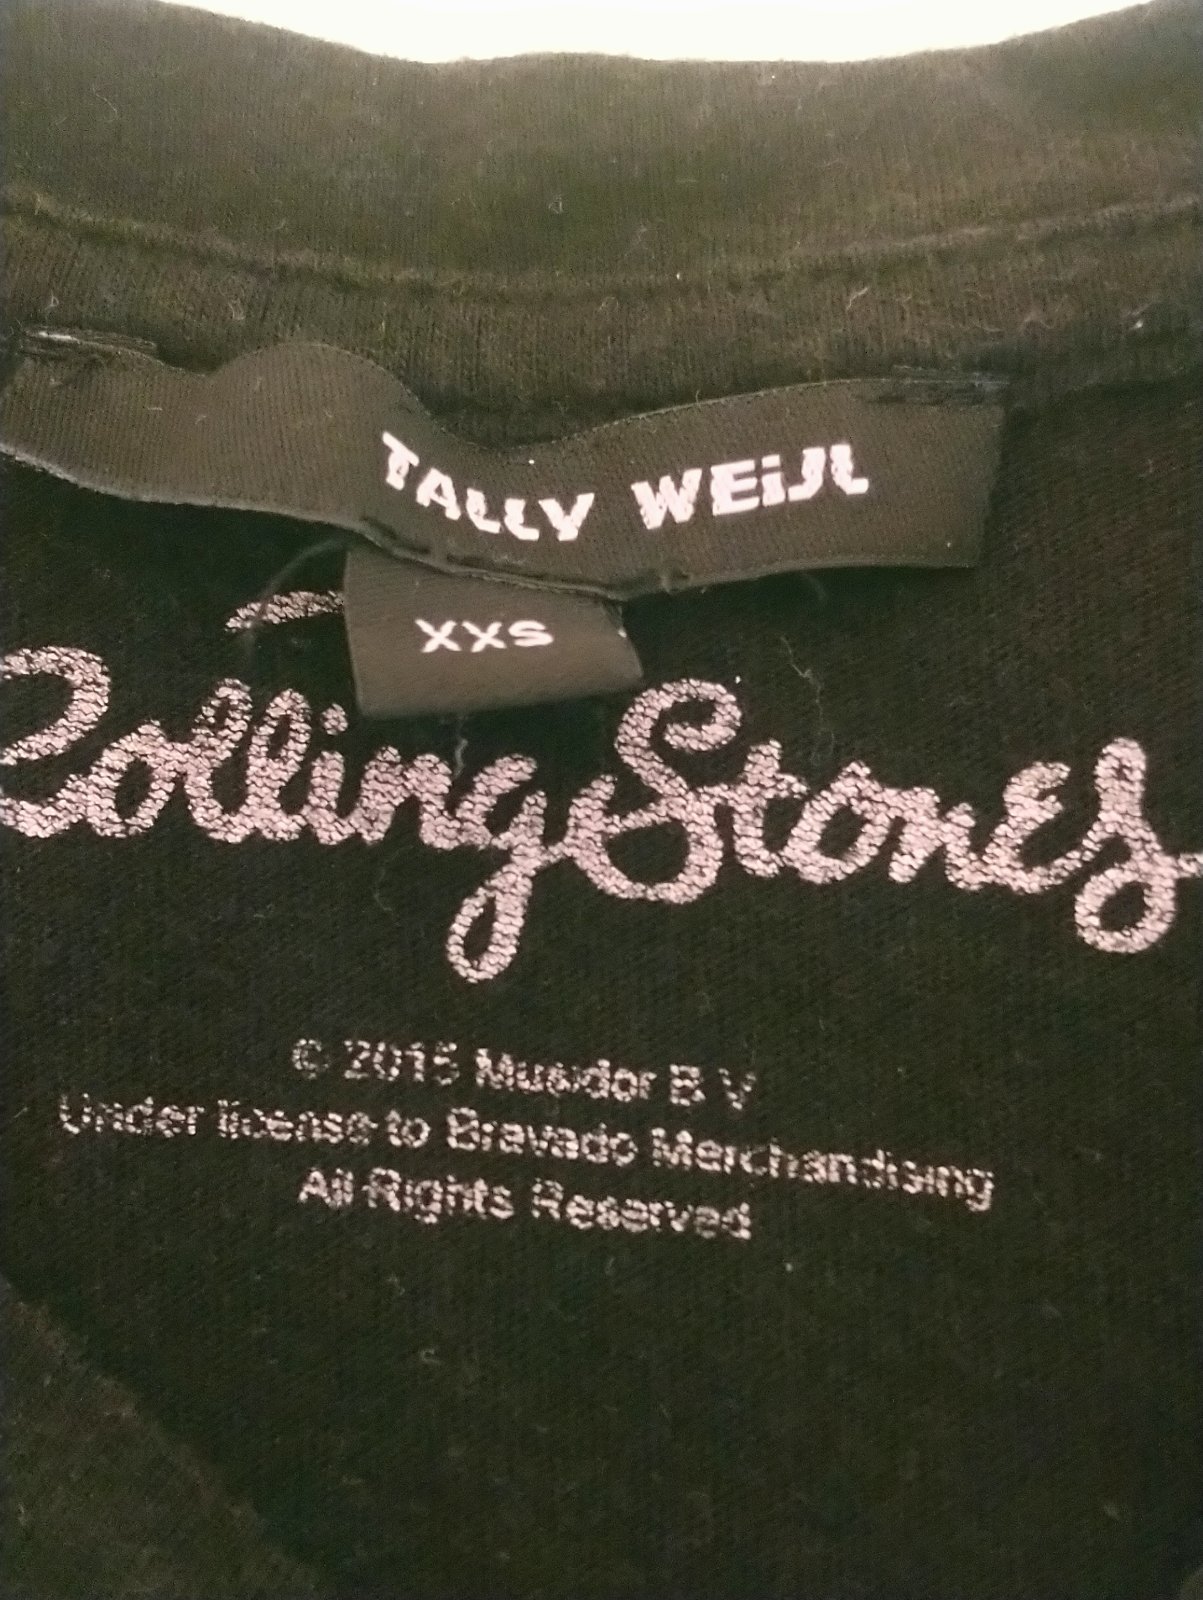 TALLY WEiJL
XXS
Rolling Stones
© 2015 Musidor B V
Under license to Bravado Merchandising
All Rights Reserved